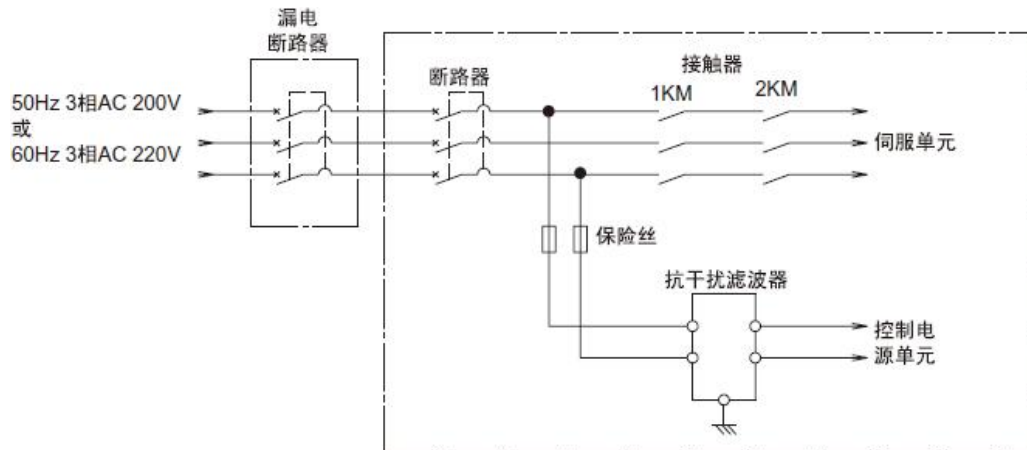 漏电
断路器
断路器
接触器
1KM
2KM
50Hz 3相AC 200V
或
60Hz 3相AC 220V
伺服单元
保险丝
抗干扰滤波器
控制电
源单元